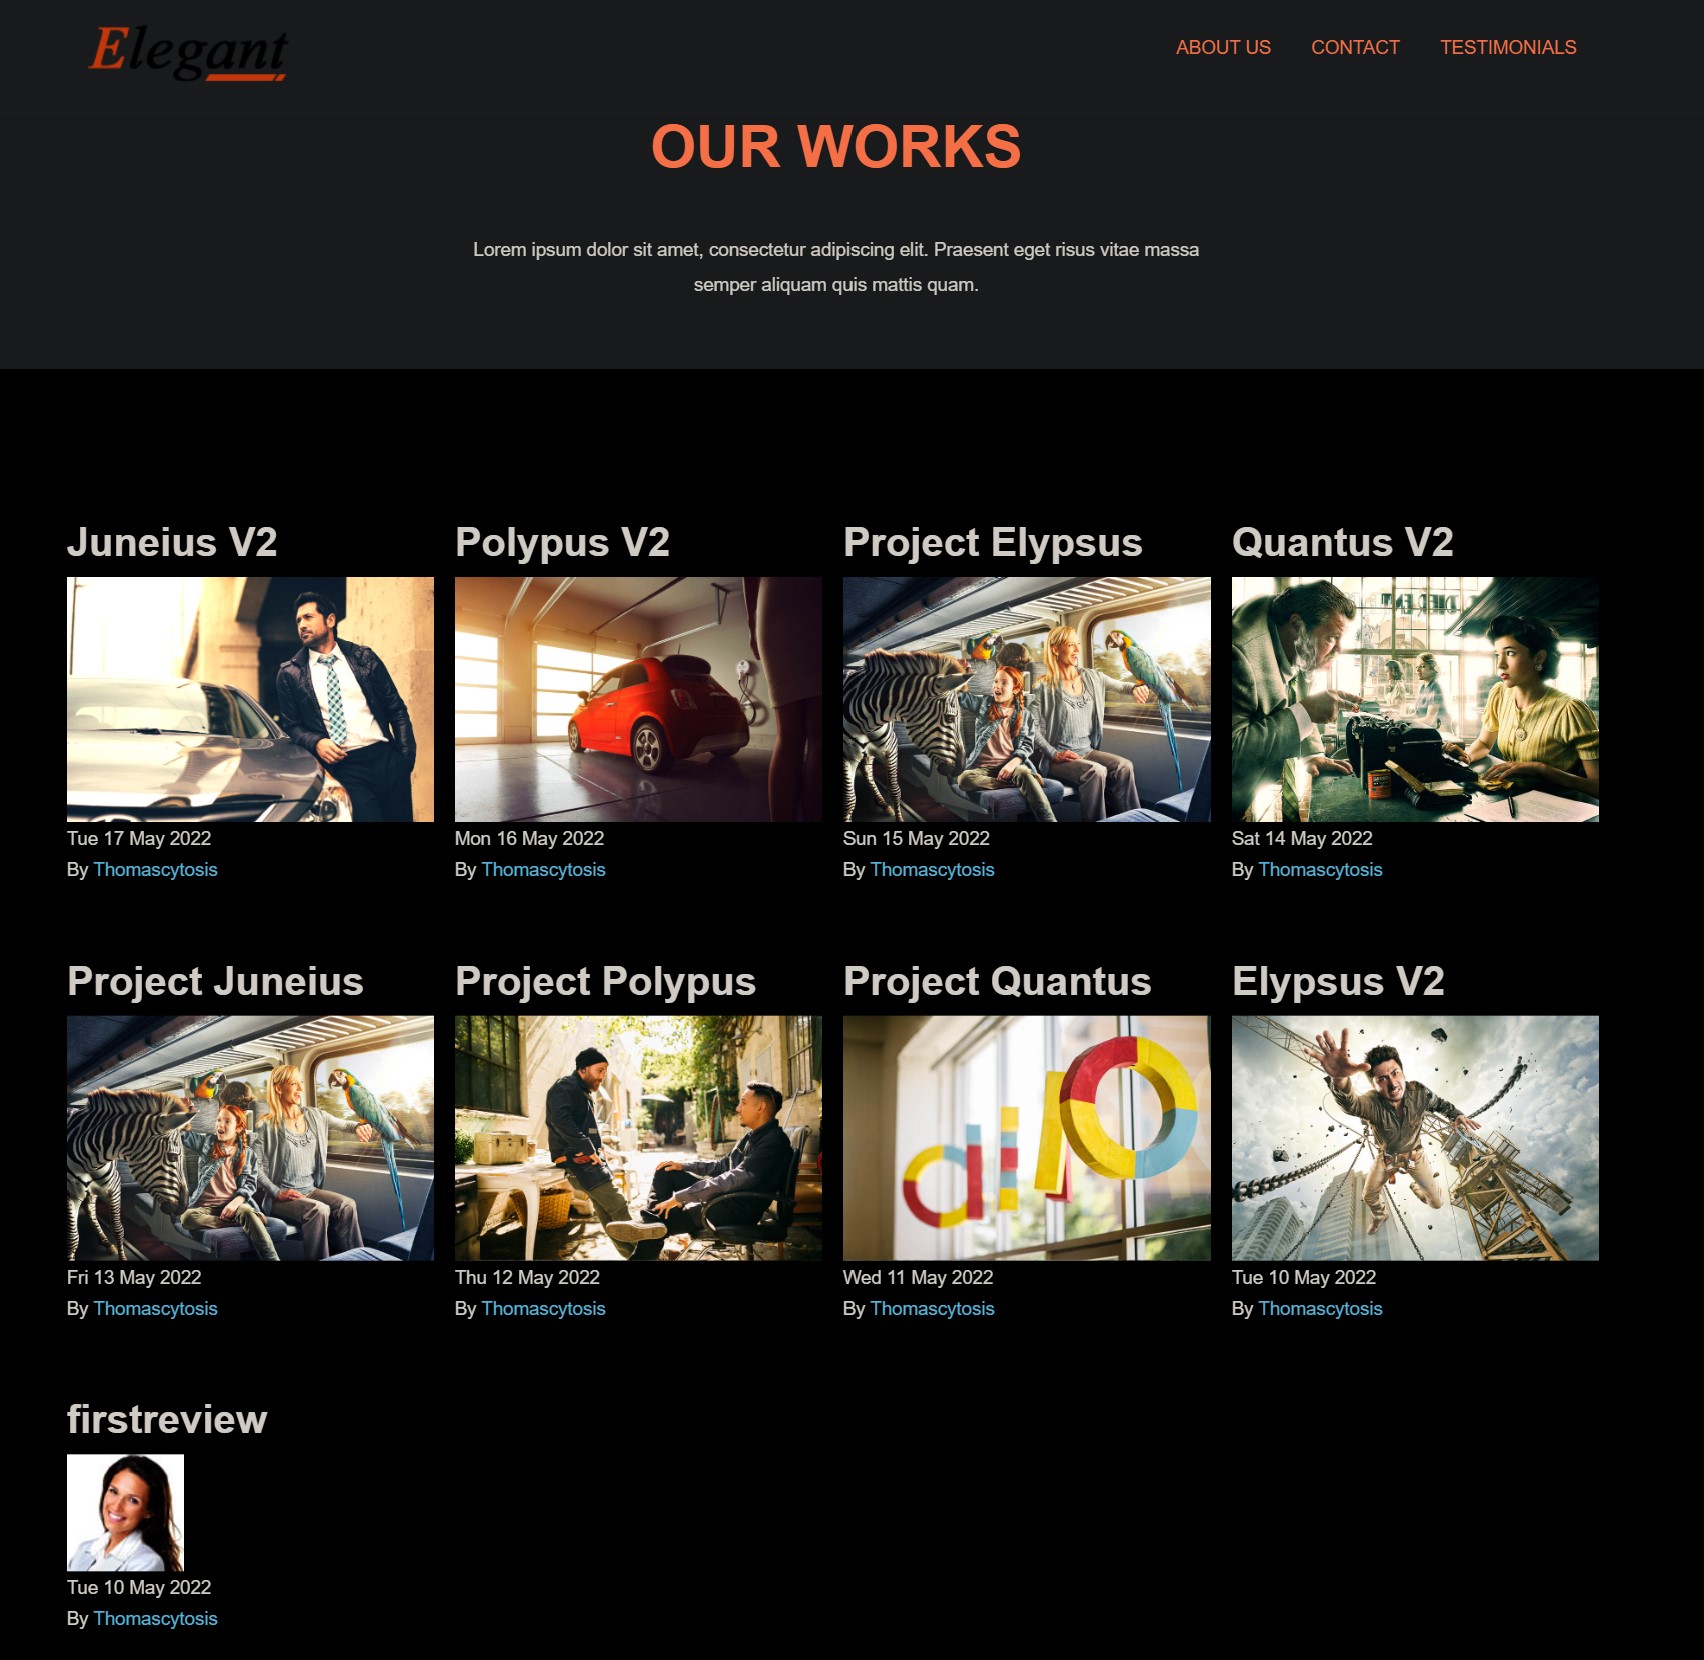 Elegant
ABOUT US CONTACT TESTIMONIALS
OUR WORKS
Lorem ipsum dolor sit amet, consectetur adipiscing elit. Praesent eget risus vitae massa
semper aliquam quis mattis quam.
Juneius V2
Tue 17 May 2022
By Thomascytosis
Polypus V2
Mon 16 May 2022
By Thomascytosis
Project Elypsus
Sun 15 May 2022
By Thomascytosis
Quantus V2
Sat 14 May 2022
By Thomascytosis
Project Juneius
Fri 13 May 2022
By Thomascytosis
Project Polypus
Thu 12 May 2022
By Thomascytosis
Project Quantus
Wed 11 May 2022
By Thomascytosis
Elypsus V2
Tue 10 May 2022
By Thomascytosis
firstreview
Tue 10 May 2022
By Thomascytosis